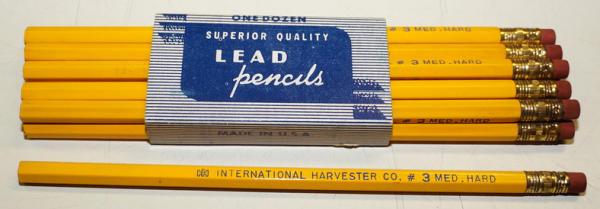 ONE DOZEN
SUPERIOR QUALITY
LEAD
pencils
MADE IN U.S.A
# 3 MED. HARD
# 3 MED. HARD
# 3 MED. HARD
INTERNATIONAL HARVESTER CO. # 3 MED. HARD